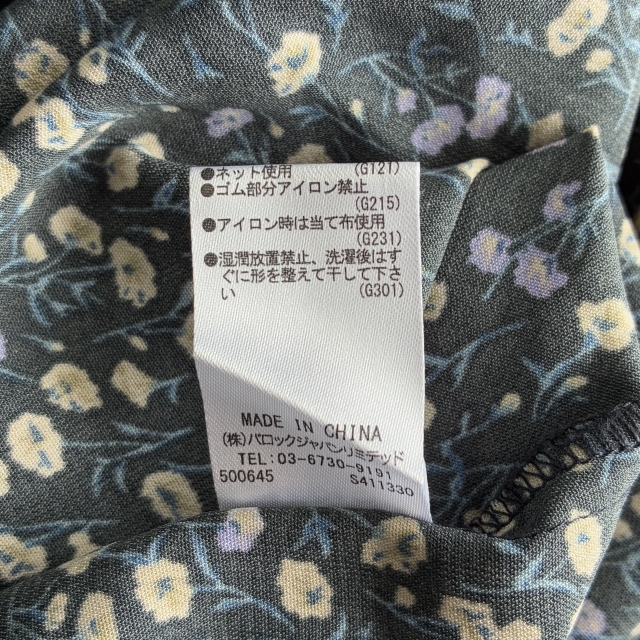 ●ネット使用 (G121)
●ゴム部分アイロン禁止
(G215)
●アイロン時は当て布使用
(G231)
●湿潤放置禁止、洗濯後はす
ぐに形を整えて干して下さ
い (G301)
MADE IN CHINA
(株)バロックジャパンリミテッド
TEL:03-6730-9191
500645 S411330